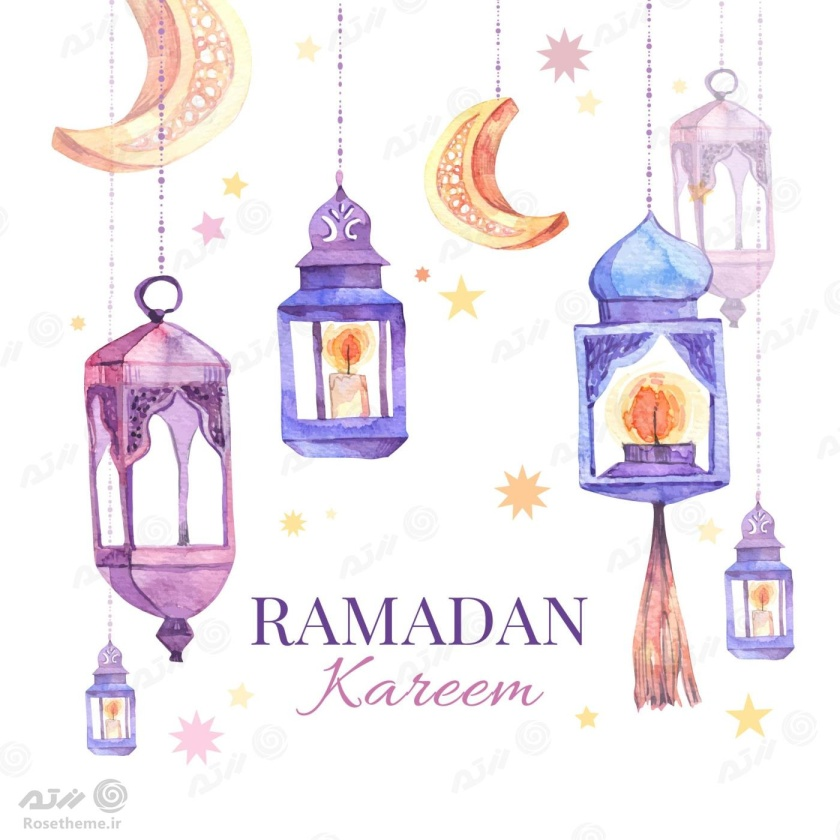 RAMADAN
Kareem
رزتم
Rosetheme.ir